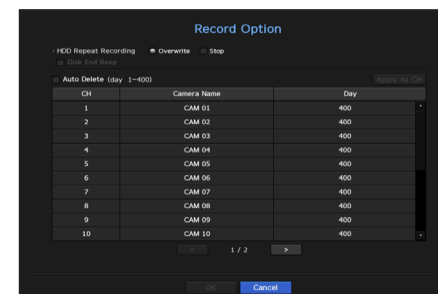 Record Option
HDD Repeat Recording Overwrite Stop
Disk End Beep
Auto Delete (day 1~400) Apply to CH
CH Camera Name Day
1 CAM 01 400
2 CAM 02 400
3 CAM 03 400
4 CAM 04 400
5 CAM 05 400
6 CAM 06 400
7 CAM 07 400
8 CAM 08 400
9 CAM 09 400
10 CAM 10 400
< 1 / 2 >
OK Cancel